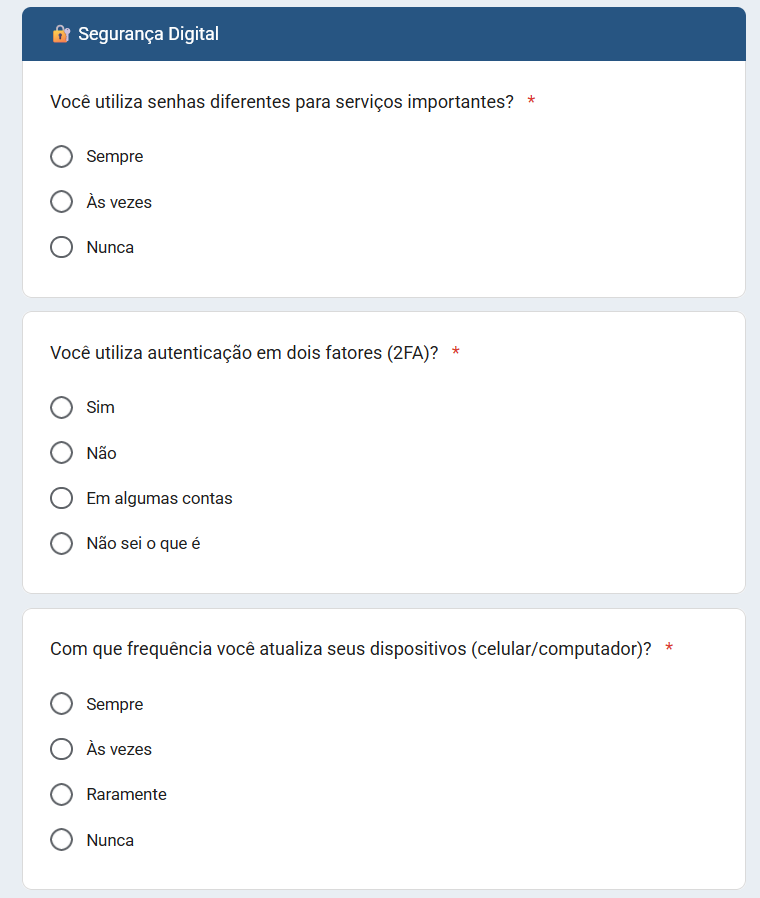 🔐 Segurança Digital
Você utiliza senhas diferentes para serviços importantes? *
Sempre
Às vezes
Nunca
Você utiliza autenticação em dois fatores (2FA)? *
Sim
Não
Em algumas contas
Não sei o que é
Com que frequência você atualiza seus dispositivos (celular/computador)? *
Sempre
Às vezes
Raramente
Nunca